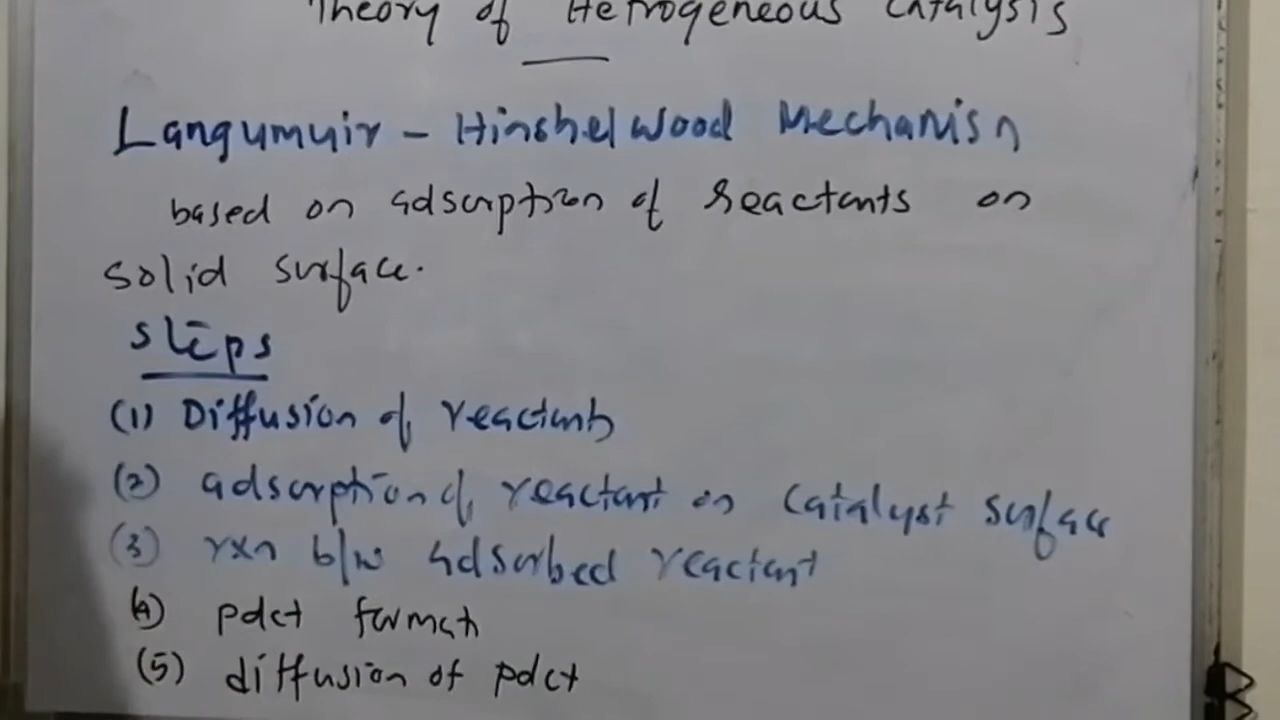 Theory of Hetrogeneous Catalysis
Langumuir - Hinshelwood Mechanism
based on adsorption of reactants on
solid surface.
Steps
(1) Diffusion of reactants
(2) adsorption of reactant on Catalyst surface
(3) rxn b/w adsorbed reactant
(4) pdct formatn
(5) diffusion of pdct